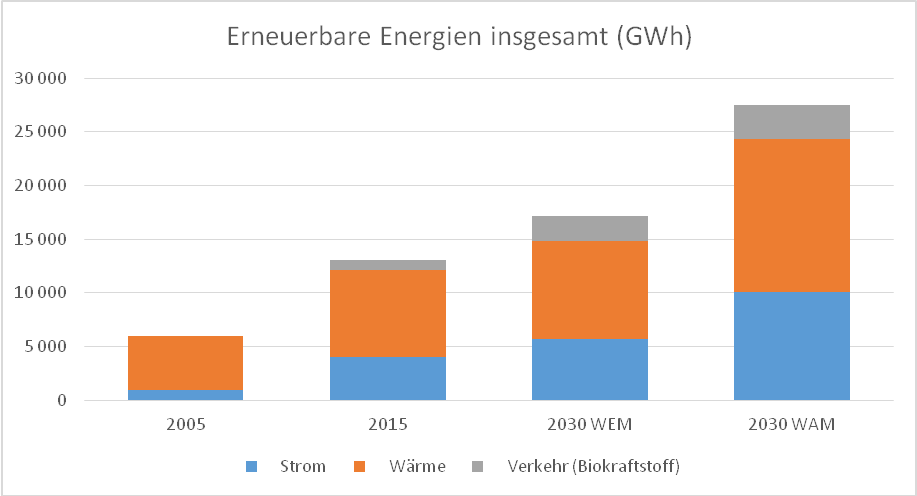 Erneuerbare Energien insgesamt (GWh)
30 000
25 000
20 000
15 000
10 000
5 000
0
2005 2015 2030 WEM 2030 WAM
Strom Wärme Verkehr (Biokraftstoff)